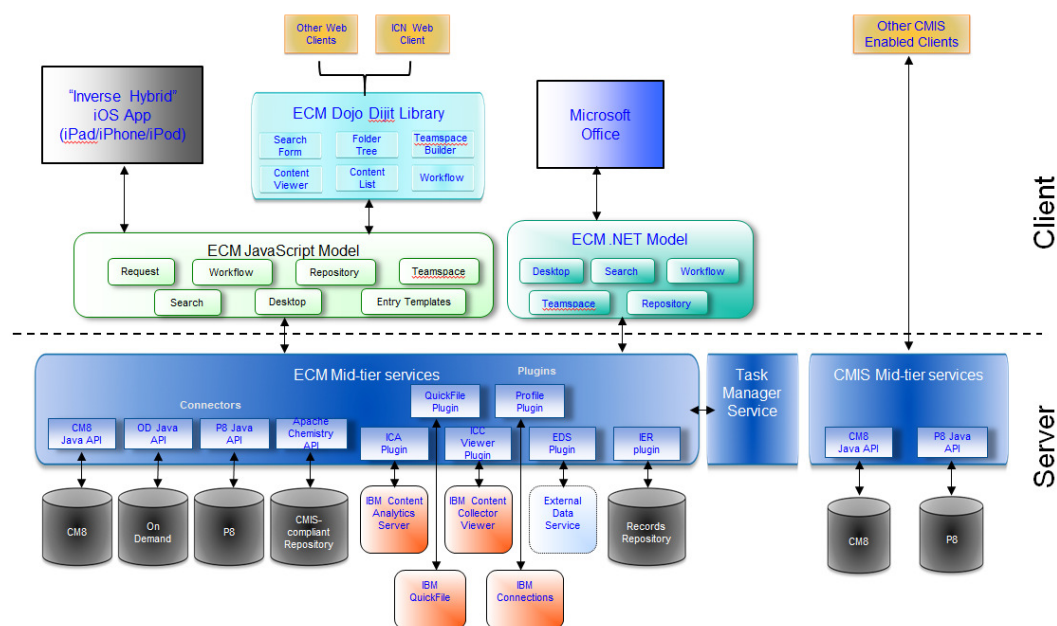 Other Web
Clients
ICN Web
Client
Other CMIS
Enabled Clients
"Inverse Hybrid"
iOS App
(iPad/iPhone/iPod)
ECM Dojo Dijit Library
Search
Form
Folder
Tree
Teamspace
Builder
Content
Viewer
Content
List
Workflow
Microsoft
Office
Client
ECM JavaScript Model
Request
Workflow
Repository
Teamspace
Search
Desktop
Entry Templates
ECM .NET Model
Desktop
Search
Workflow
Teamspace
Repository
Server
ECM Mid-tier services
Plugins
Connectors
CM8
Java API
OD Java
API
P8 Java
API
Apache
Chemistry
API
QuickFile
Plugin
Profile
Plugin
ICA
Plugin
ICC
Viewer
Plugin
EDS
Plugin
IER
plugin
Task
Manager
Service
CMIS Mid-tier services
CM8
Java API
P8 Java
API
CM8
On
Demand
P8
CMIS-
compliant
Repository
IBM Content
Analytics
Server
IBM Content
Collector
Viewer
External
Data
Service
Records
Repository
CM8
P8
IBM
QuickFile
IBM
Connections